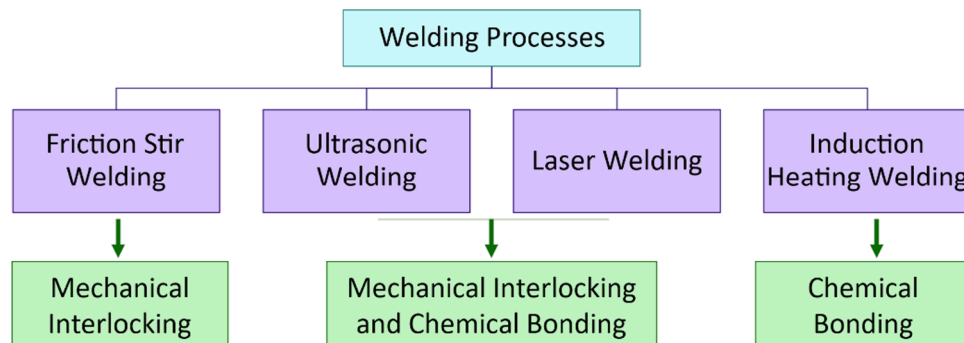 Welding Processes
Friction Stir
Welding
Ultrasonic
Welding
Laser Welding
Induction
Heating Welding
Mechanical
Interlocking
Mechanical Interlocking
and Chemical Bonding
Chemical
Bonding